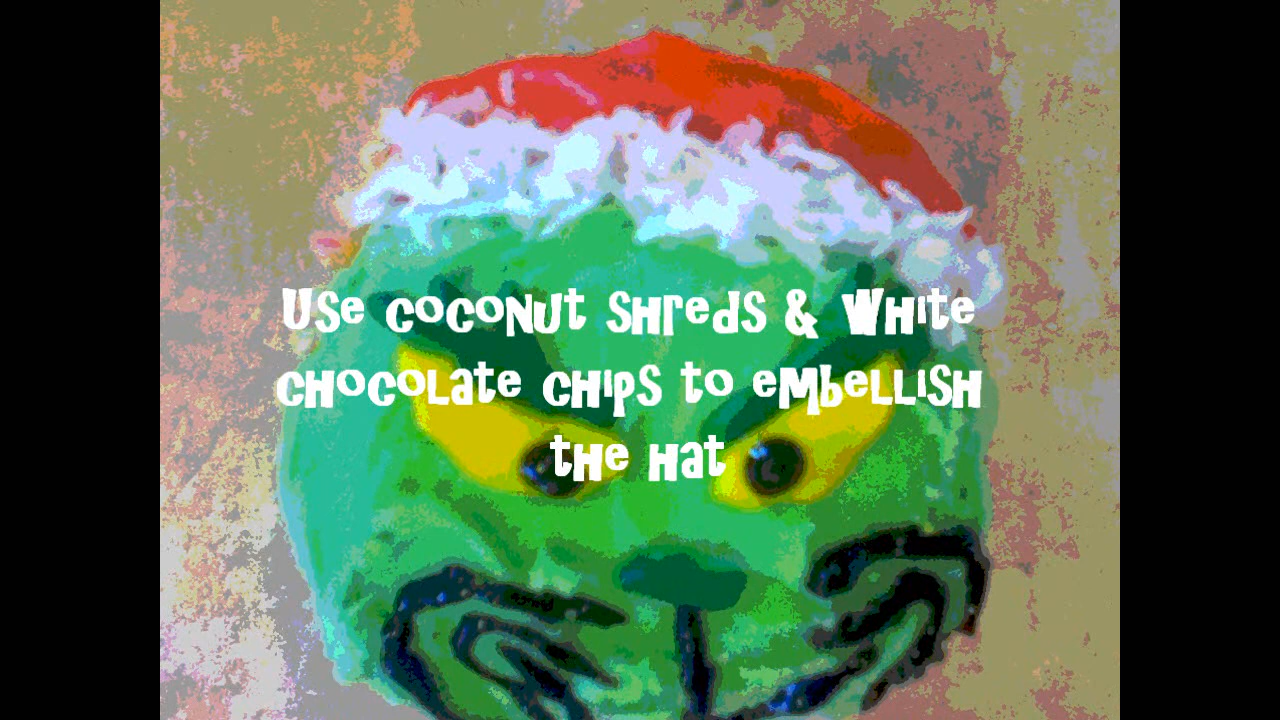 Use coconut shreds & White
chocolate chips to embellish
the hat